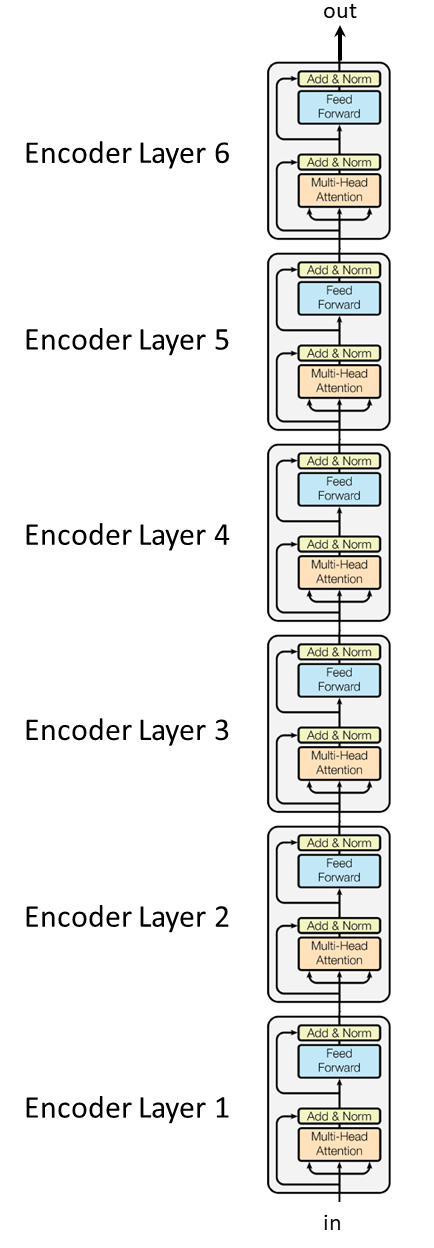 out
Add & Norm
Feed
Forward
Encoder Layer 6
Add & Norm
Multi-Head
Attention
Add & Norm
Feed
Forward
Encoder Layer 5
Add & Norm
Multi-Head
Attention
Add & Norm
Feed
Forward
Encoder Layer 4
Add & Norm
Multi-Head
Attention
Add & Norm
Feed
Forward
Encoder Layer 3
Add & Norm
Multi-Head
Attention
Add & Norm
Feed
Forward
Encoder Layer 2
Add & Norm
Multi-Head
Attention
Add & Norm
Feed
Forward
Encoder Layer 1
Add & Norm
Multi-Head
Attention
in